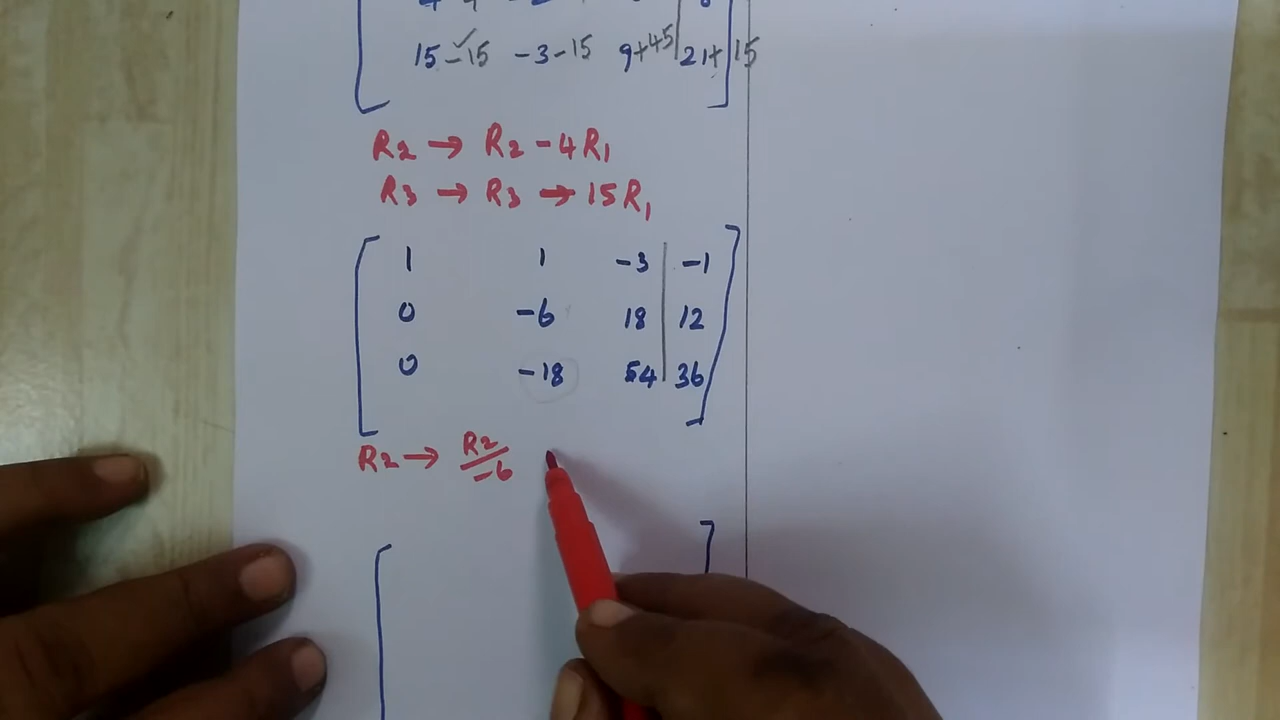 15-15 -3-15 9+45 | 21+15
R2 → R2 - 4R1
R3 → R3 → 15R1
1 1 -3 | -1
0 -6 18 | 12
0 -18 54 | 36
R2 → R2/-6